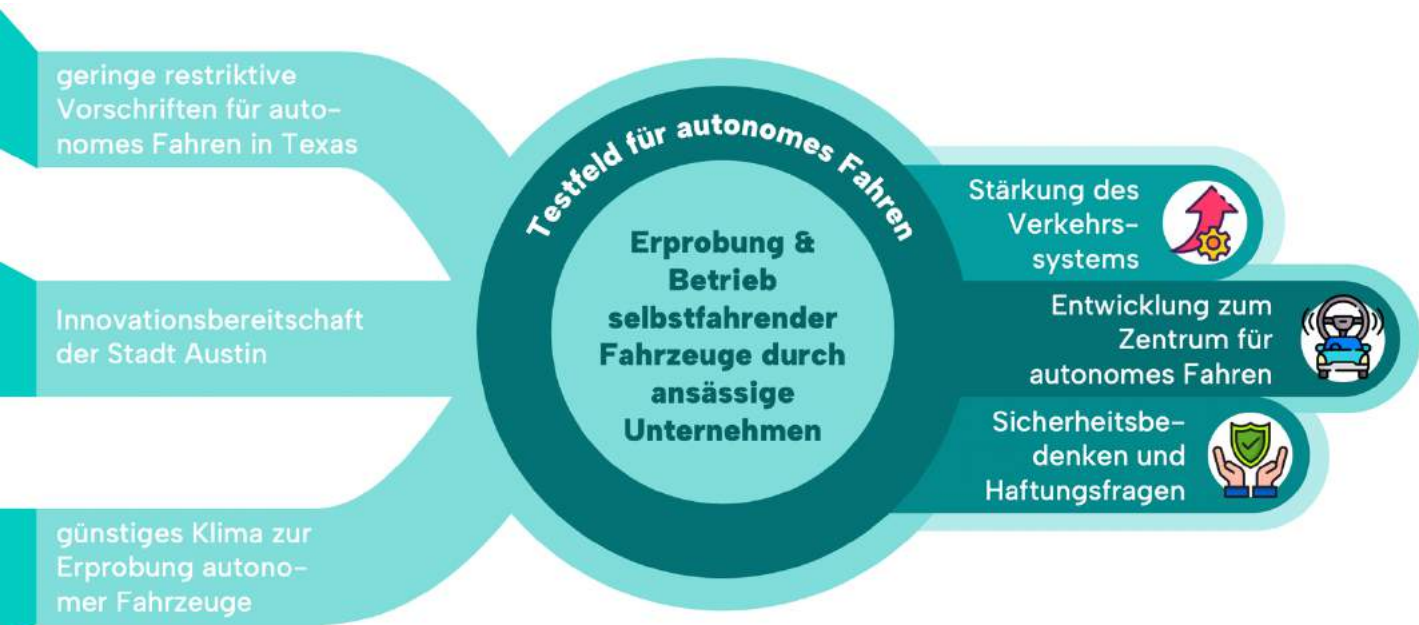 geringe restriktive
Vorschriften für auto-
nomes Fahren in Texas
Innovationsbereitschaft
der Stadt Austin
günstiges Klima zur
Erprobung autono-
mer Fahrzeuge
Testfeld für autonomes Fahren
Erprobung &
Betrieb
selbstfahrender
Fahrzeuge durch
ansässige
Unternehmen
Stärkung des
Verkehrs-
systems
Entwicklung zum
Zentrum für
autonomes Fahren
Sicherheitsbe-
denken und
Haftungsfragen